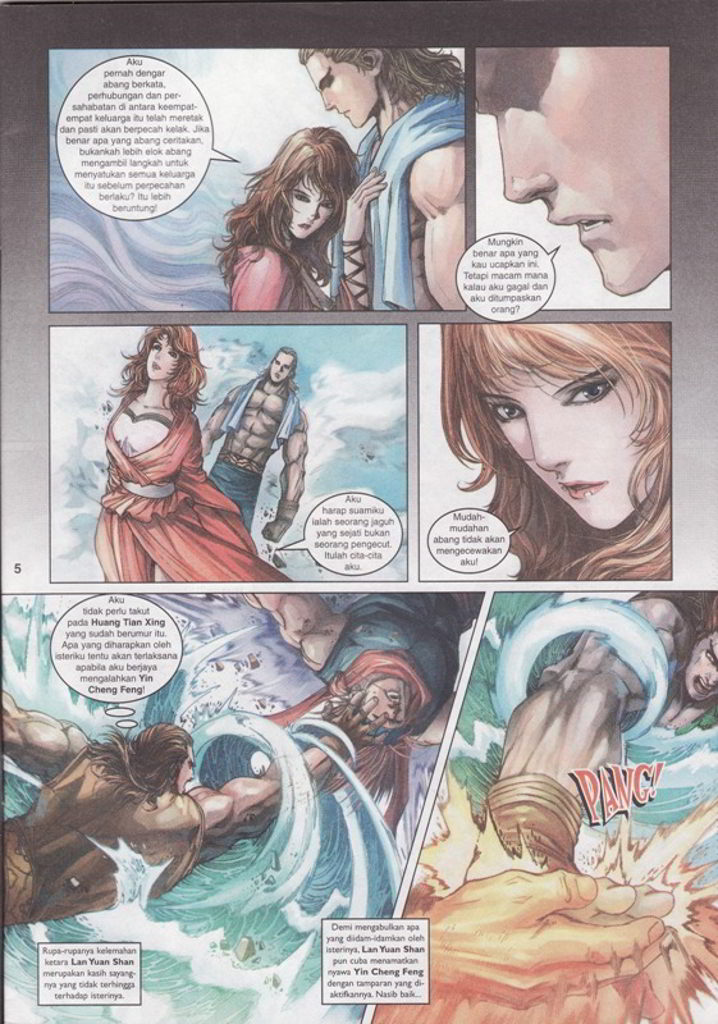 Aku
pernah dengar
abang berkata,
perhubungan dan per-
sahabatan di antara keempat-
empat keluarga itu telah meretak
dan pasti akan berpecah kelak. Jika
benar apa yang abang ceritakan,
bukankah lebih elok abang
mengambil langkah untuk
menyatukan semua keluarga
itu sebelum perpecahan
berlaku? Itu lebih
beruntung!
Mungkin
benar apa yang
kau ucapkan ini.
Tetapi macam mana
kalau aku gagal dan
aku ditumpaskan
orang?
Aku
harap suamiku
ialah seorang jaguh
yang sejati bukan
seorang pengecut.
Itulah cita-cita
aku.
Mudah-
mudahan
abang tidak akan
mengecewakan
aku!
5
Aku
tidak perlu takut
pada Huang Tian Xing
yang sudah berumur itu.
Apa yang diharapkan oleh
isteriku tentu akan terlaksana
apabila aku berjaya
mengalahkan Yin
Cheng Feng!
PANG!
Rupa-rupanya kelemahan
ketara Lan Yuan Shan
merupakan kasih sayang-
nya yang tidak terhingga
terhadap isterinya.
Demi mengabulkan apa
yang diidam-idamkan oleh
isterinya, Lan Yuan Shan
pun cuba menamatkan
nyawa Yin Cheng Feng
dengan tamparan yang di-
aktifkannya. Nasib baik...